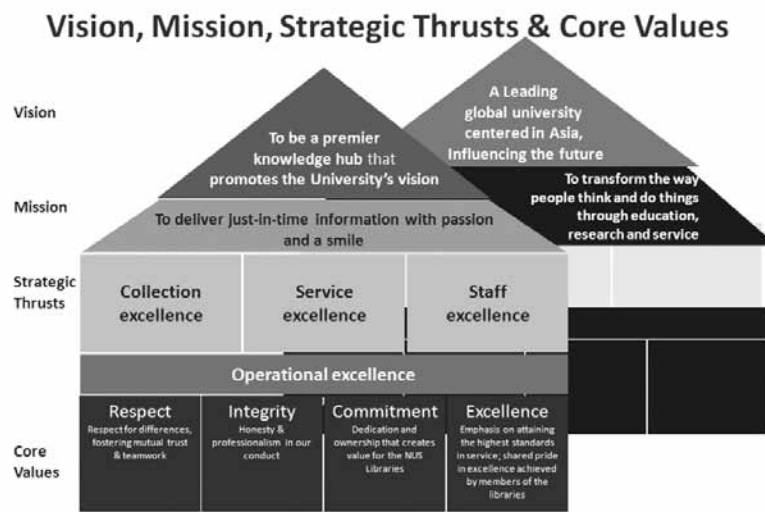 Vision, Mission, Strategic Thrusts & Core Values
Vision
A Leading
global university
centered in Asia,
Influencing the future
To be a premier
knowledge hub that
promotes the University's vision
Mission
To transform the way
people think and do things
through education,
research and service
To deliver just-in-time information with passion
and a smile
Strategic
Thrusts
Collection
excellence
Service
excellence
Staff
excellence
Operational excellence
Core
Values
Respect
Respect for differences,
fostering mutual trust
& teamwork
Integrity
Honesty &
professionalism in our
conduct
Commitment
Dedication and
ownership that creates
value for the NUS
Libraries
Excellence
Emphasis on attaining
the highest standards
in service; shared pride
in excellence achieved
by members of the
libraries